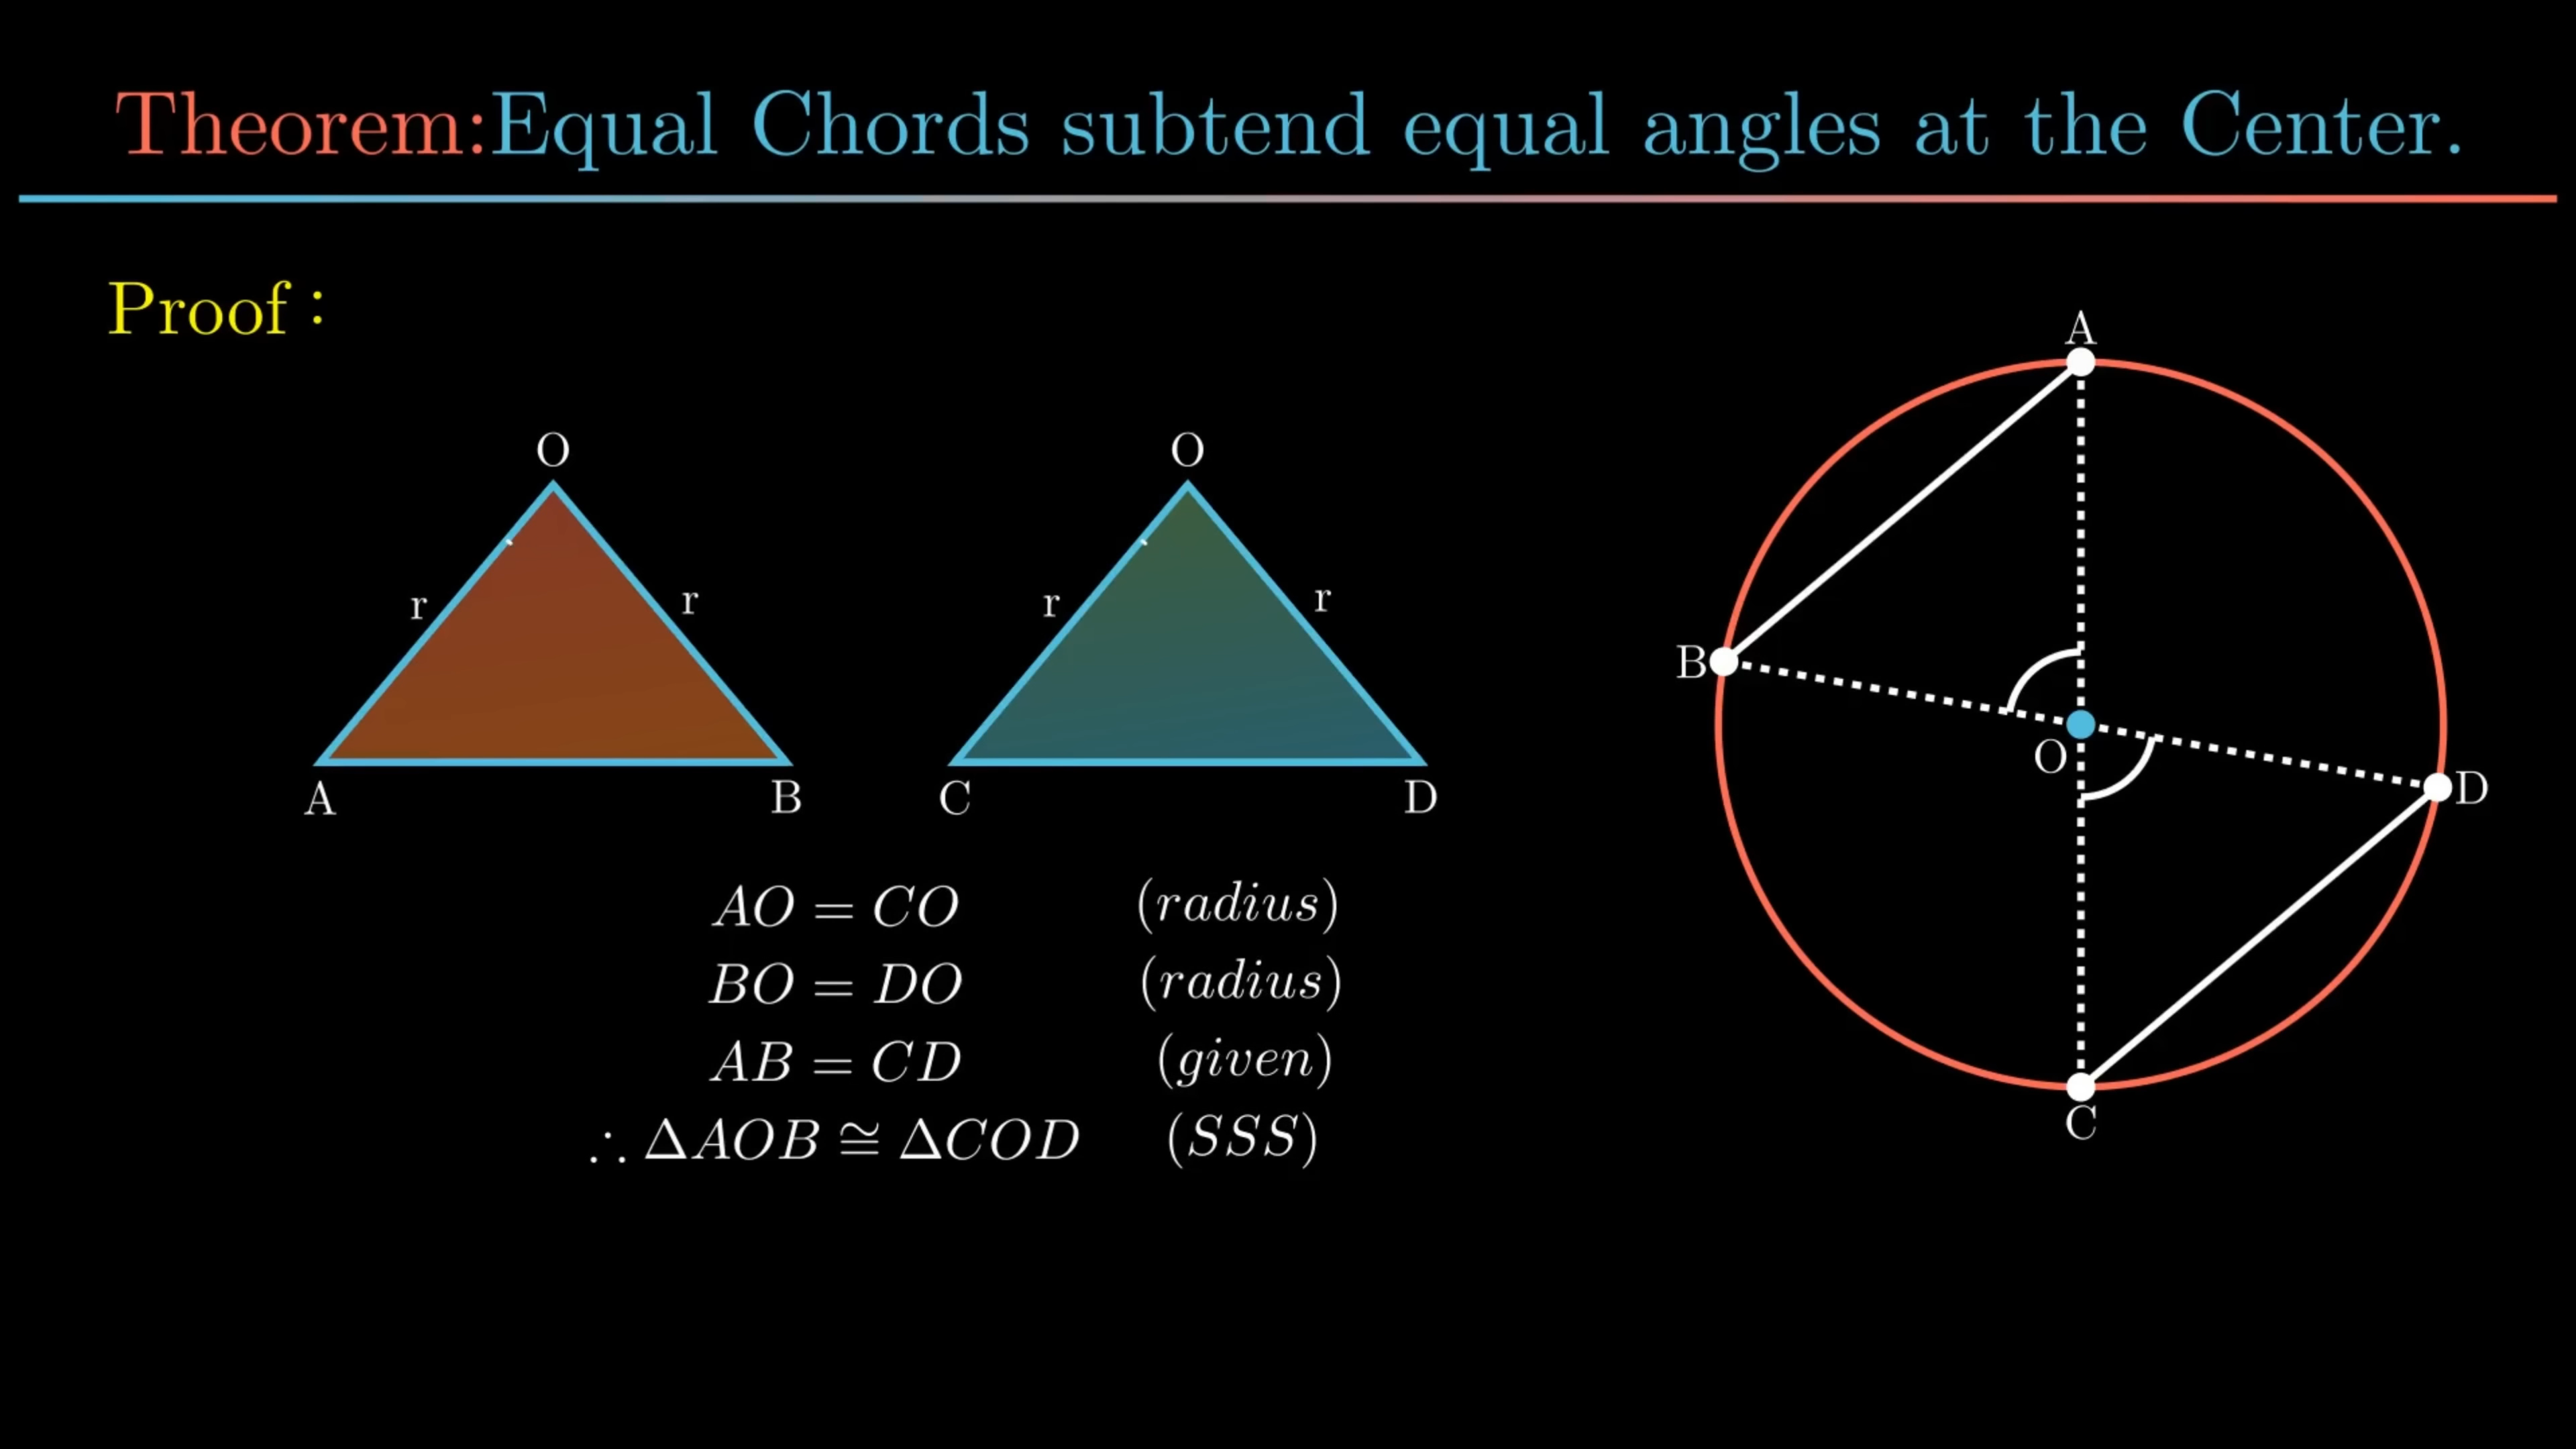 Theorem:Equal Chords subtend equal angles at the Center.
Proof :
O
r
r
A
B
O
r
r
C
D
AO = CO (radius)
BO = DO (radius)
AB = CD (given)
∴ ΔAOB ≅ ΔCOD (SSS)
A
B
O
D
C